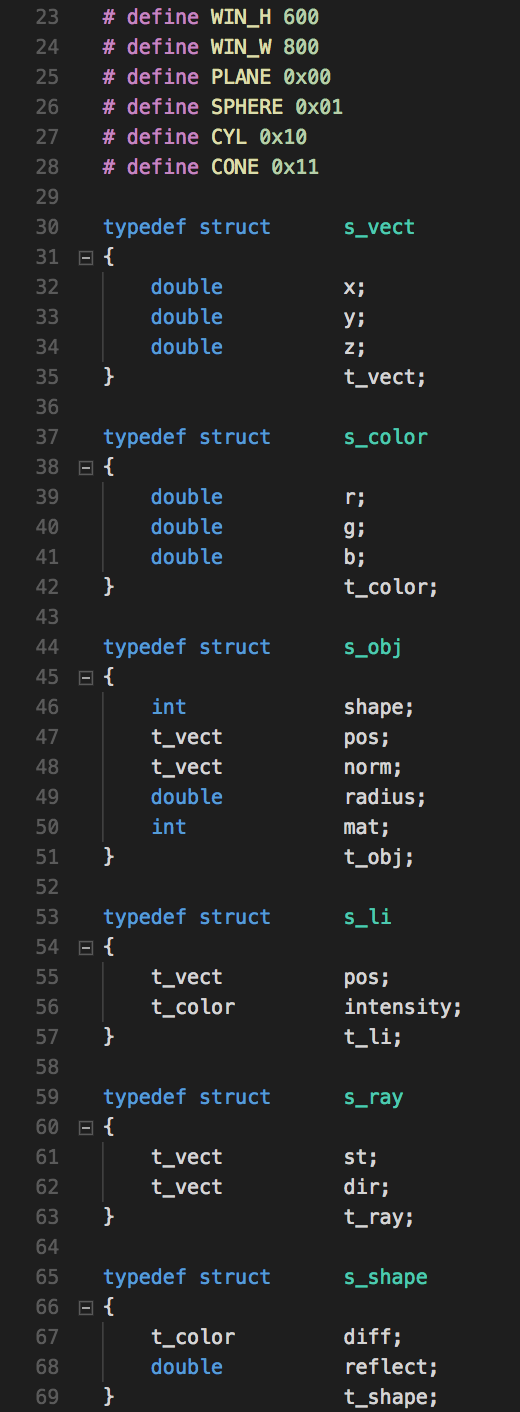 23 # define WIN_H 600
24 # define WIN_W 800
25 # define PLANE 0x00
26 # define SPHERE 0x01
27 # define CYL 0x10
28 # define CONE 0x11
29
30 typedef struct s_vect
31 {
32 double x;
33 double y;
34 double z;
35 } t_vect;
36
37 typedef struct s_color
38 {
39 double r;
40 double g;
41 double b;
42 } t_color;
43
44 typedef struct s_obj
45 {
46 int shape;
47 t_vect pos;
48 t_vect norm;
49 double radius;
50 int mat;
51 } t_obj;
52
53 typedef struct s_li
54 {
55 t_vect pos;
56 t_color intensity;
57 } t_li;
58
59 typedef struct s_ray
60 {
61 t_vect st;
62 t_vect dir;
63 } t_ray;
64
65 typedef struct s_shape
66 {
67 t_color diff;
68 double reflect;
69 } t_shape;